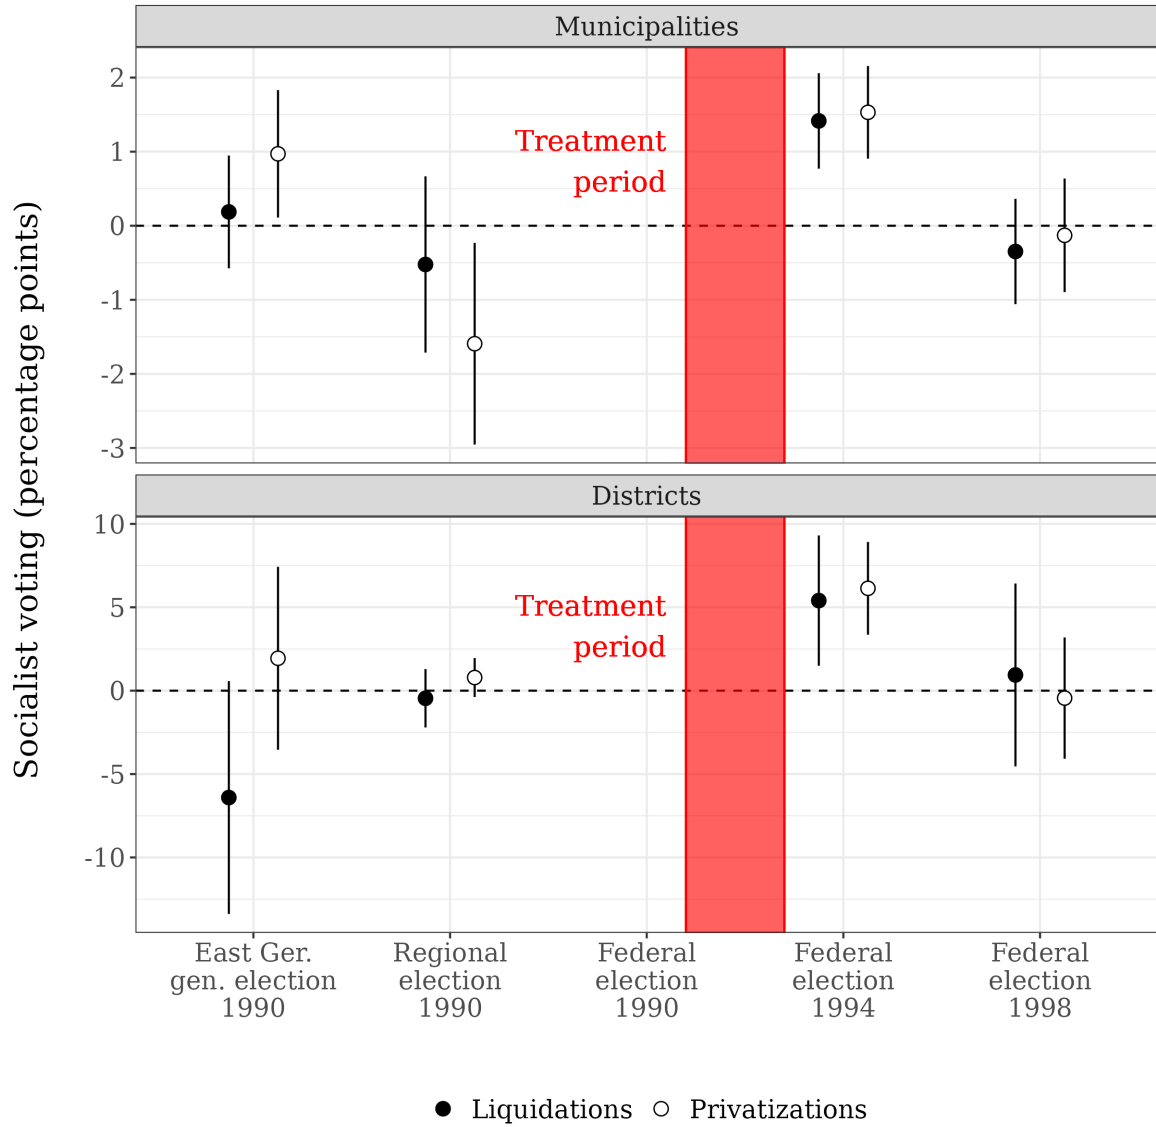 Municipalities
Socialist voting (percentage points)
2
1
0
-1
-2
-3
Treatment
period
Districts
10
5
0
-5
-10
Treatment
period
East Ger.
gen. election
1990
Regional
election
1990
Federal
election
1990
Federal
election
1994
Federal
election
1998
Liquidations
Privatizations